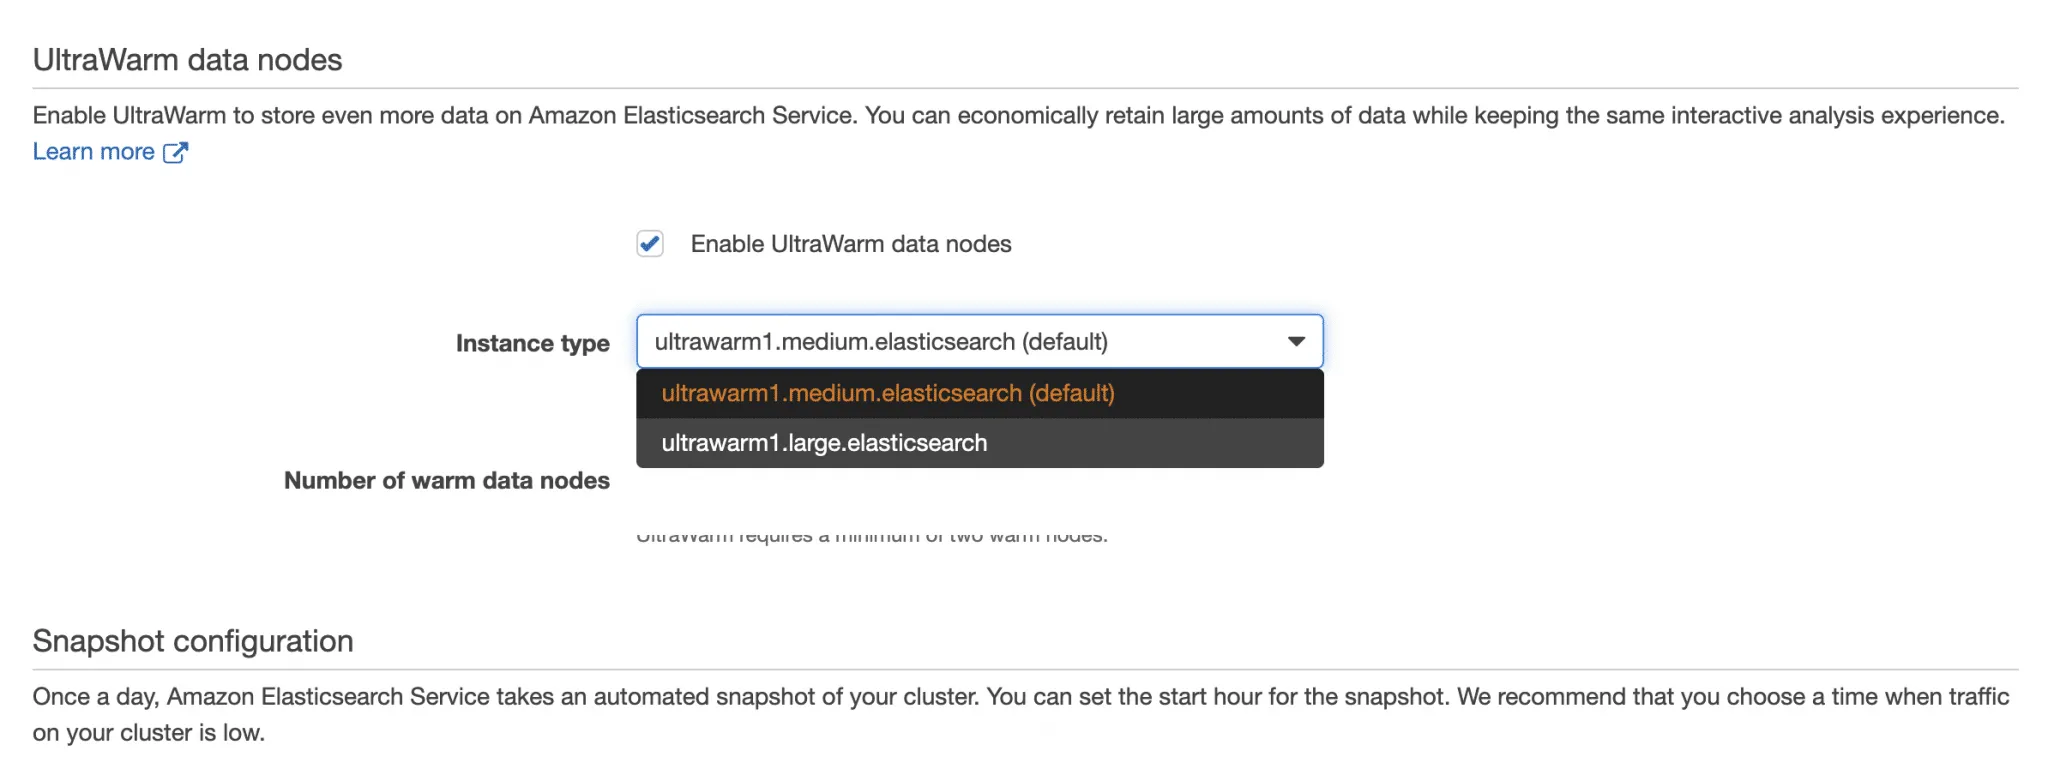 UltraWarm data nodes
Enable UltraWarm to store even more data on Amazon Elasticsearch Service. You can economically retain large amounts of data while keeping the same interactive analysis experience.
Learn more
Enable UltraWarm data nodes
Instance type
ultrawarm1.medium.elasticsearch (default)
ultrawarm1.medium.elasticsearch (default)
ultrawarm1.large.elasticsearch
Number of warm data nodes
UltraWarm requires a minimum of two warm nodes.
Snapshot configuration
Once a day, Amazon Elasticsearch Service takes an automated snapshot of your cluster. You can set the start hour for the snapshot. We recommend that you choose a time when traffic
on your cluster is low.